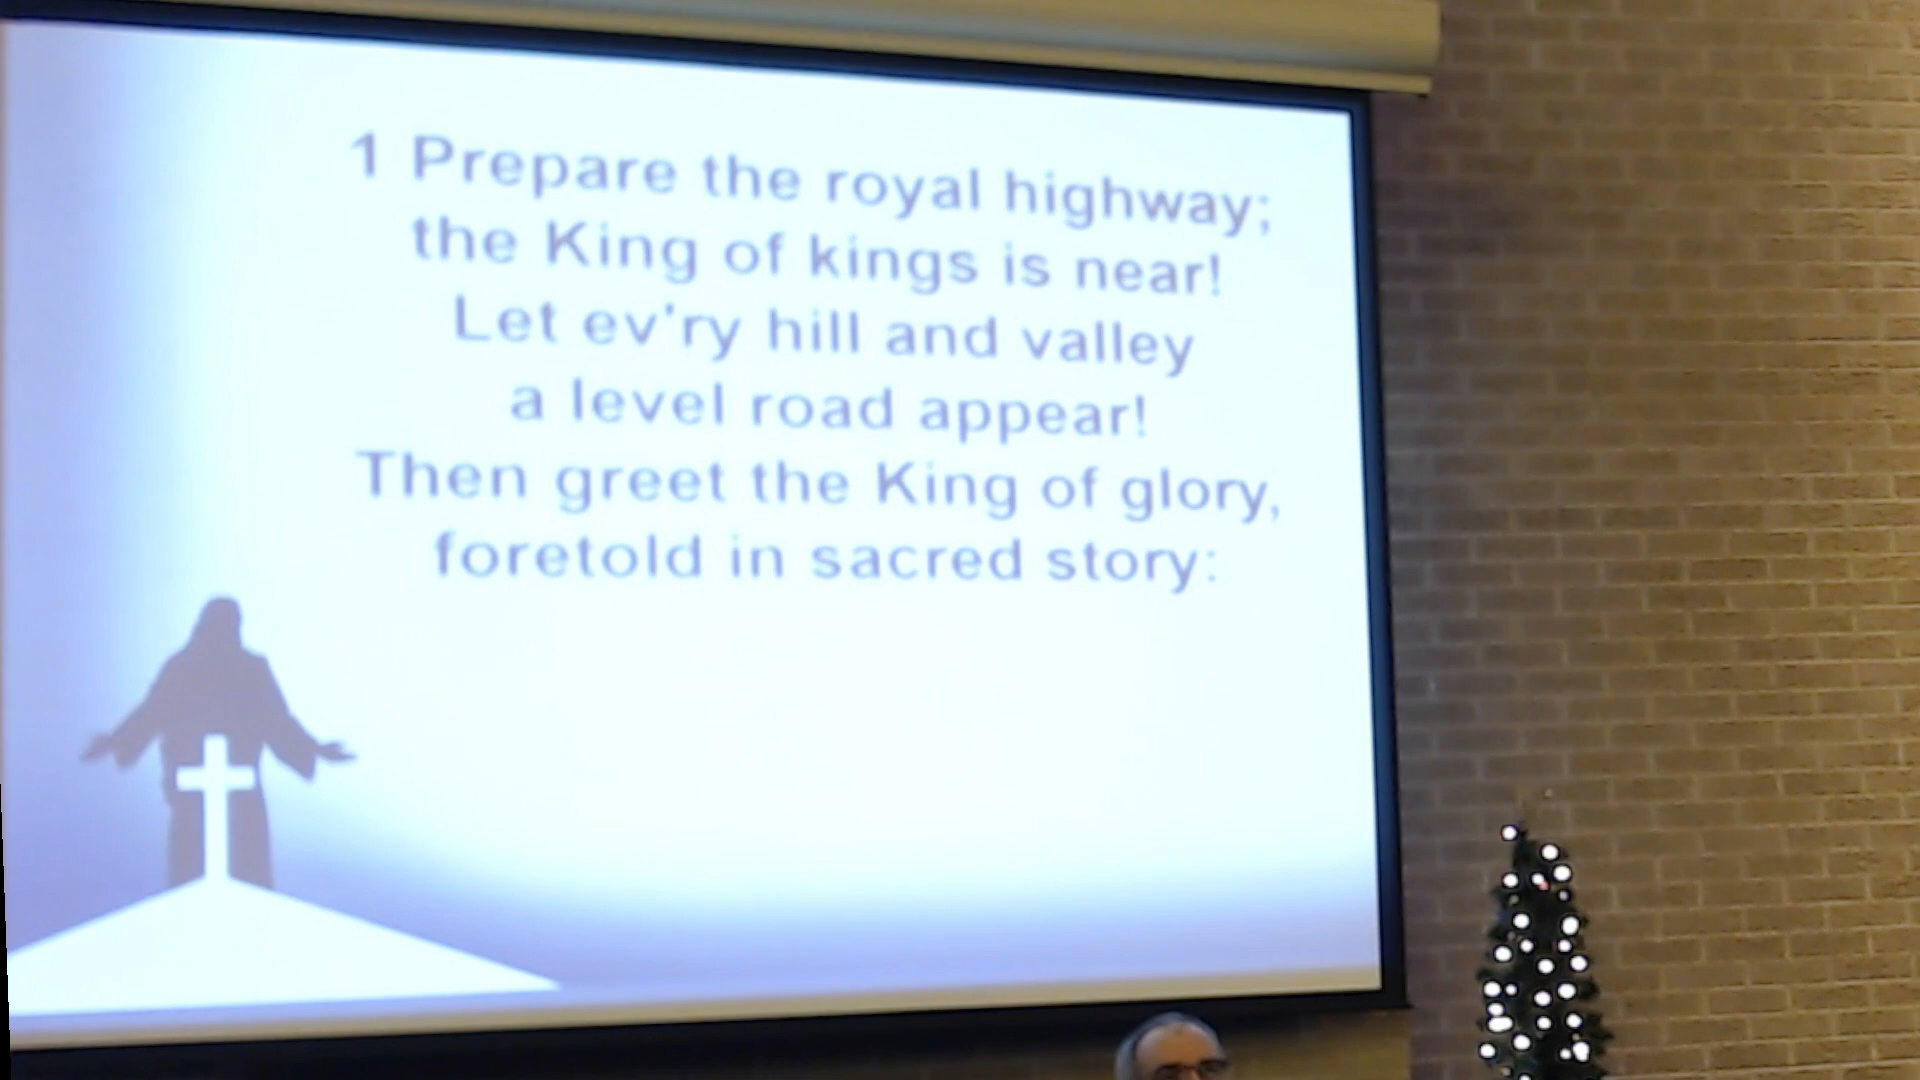 1 Prepare the royal highway;
the King of kings is near!
Let ev'ry hill and valley
a level road appear!
Then greet the King of glory,
foretold in sacred story: